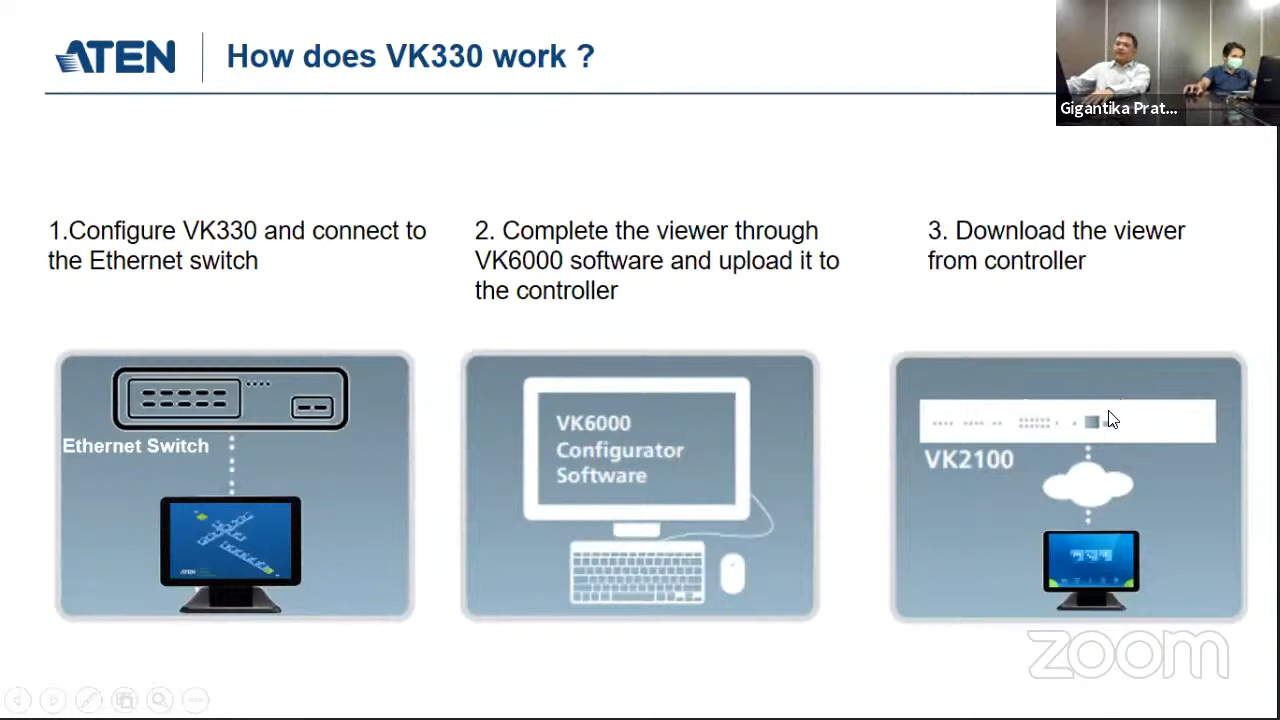 ATEN
How does VK330 work ?
Gigantika Prat...
1.Configure VK330 and connect to
the Ethernet switch
2. Complete the viewer through
VK6000 software and upload it to
the controller
3. Download the viewer
from controller
Ethernet Switch
VK6000
Configurator
Software
VK2100
ATEN
zoom